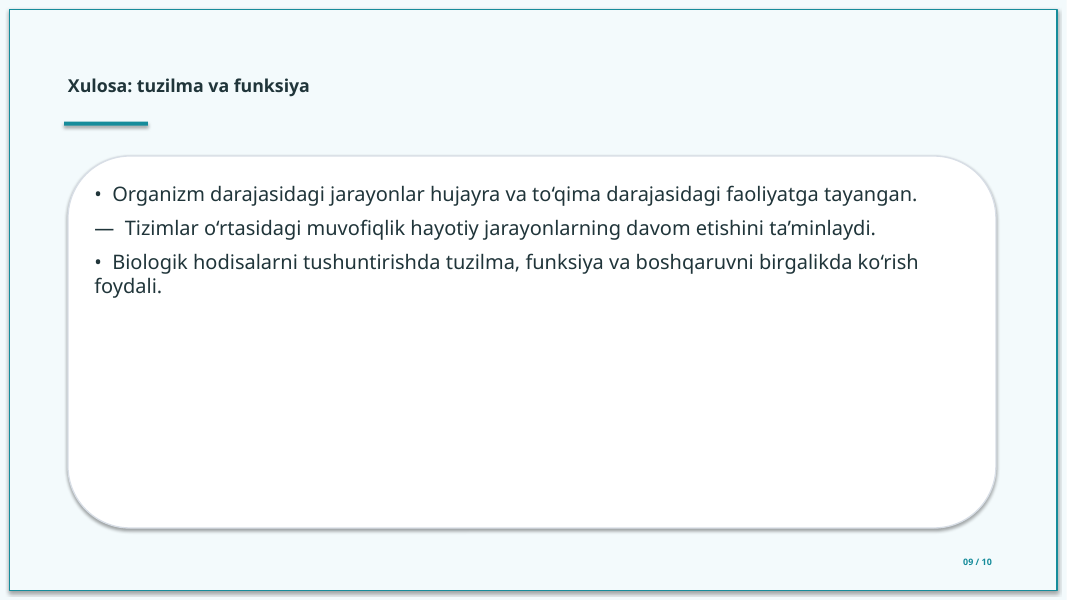 Xulosa: tuzilma va funksiya
• Organizm darajasidagi jarayonlar hujayra va to‘qima darajasidagi faoliyatga tayangan.
— Tizimlar o‘rtasidagi muvofiqlik hayotiy jarayonlarning davom etishini ta’minlaydi.
• Biologik hodisalarni tushuntirishda tuzilma, funksiya va boshqaruvni birgalikda ko‘rish
foydali.
09 / 10